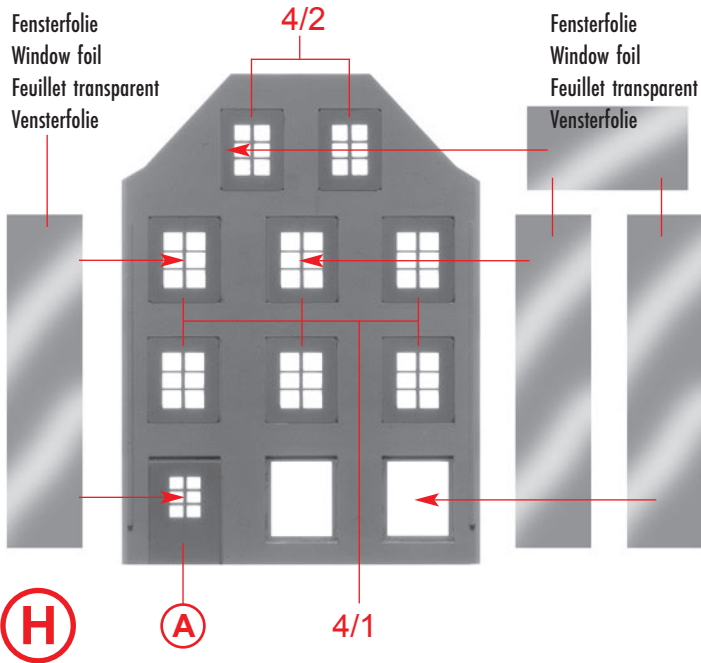 Fensterfolie
Window foil
Feuillet transparent
Vensterfolie
4/2
Fensterfolie
Window foil
Feuillet transparent
Vensterfolie
H
A
4/1